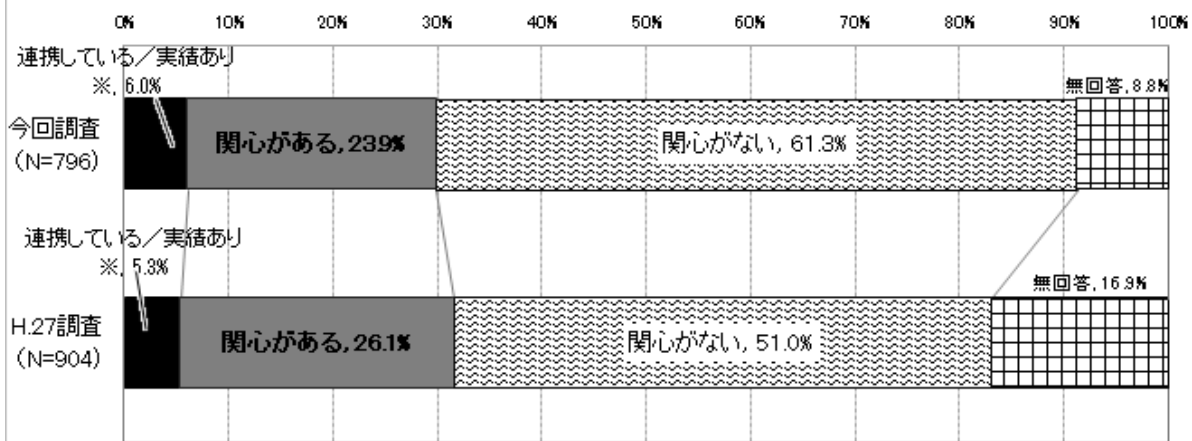 0% 10% 20% 30% 40% 50% 60% 70% 80% 90% 100%
連携している／実績あり
※, 6.0%
無回答, 8.8%
今回調査
(N=796)
関心がある, 23.9%
関心がない, 61.3%
連携している／実績あり
※, 5.3%
無回答, 16.9%
H.27調査
(N=904)
関心がある, 26.1%
関心がない, 51.0%